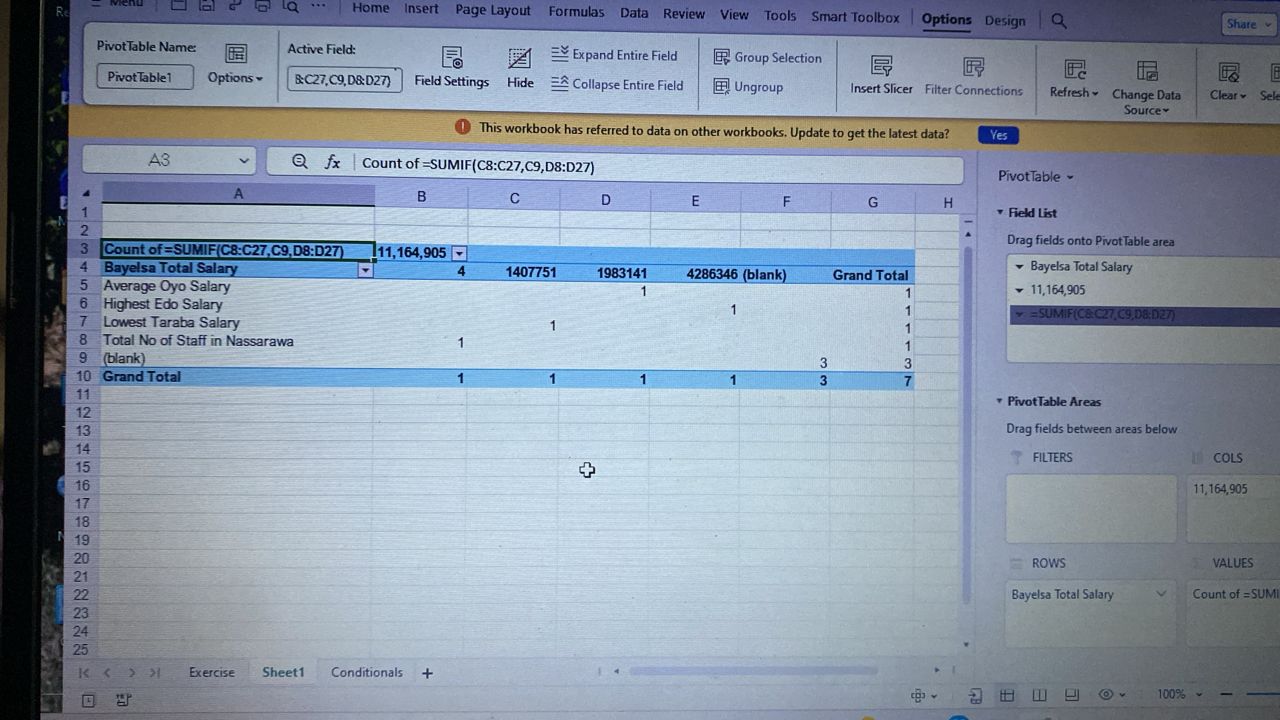 Menu Home Insert Page Layout Formulas Data Review View Tools Smart Toolbox Options Design
Share
PivotTable Name:
PivotTable1
Options
Active Field:
8:C27,C9,D8:D27)
Field Settings
Hide
Expand Entire Field
Collapse Entire Field
Group Selection
Ungroup
Insert Slicer
Filter Connections
Refresh
Change Data Source
Clear
Sele
This workbook has referred to data on other workbooks. Update to get the latest data?
Yes
A3
fx Count of =SUMIF(C8:C27,C9,D8:D27)
A B C D E F G H
1
2
3 Count of =SUMIF(C8:C27,C9,D8:D27) 11,164,905
4 Bayelsa Total Salary 4 1407751 1983141 4286346 (blank) Grand Total
5 Average Oyo Salary 1 1
6 Highest Edo Salary 1 1
7 Lowest Taraba Salary 1 1
8 Total No of Staff in Nassarawa 1 1
9 (blank) 3 3
10 Grand Total 1 1 1 1 3 7
11
12
13
14
15
16
17
18
19
20
21
22
23
24
25
PivotTable
Field List
Drag fields onto PivotTable area
Bayelsa Total Salary
11,164,905
=SUMIF(C8:C27,C9,D8:D27)
PivotTable Areas
Drag fields between areas below
FILTERS
COLS
11,164,905
ROWS
VALUES
Bayelsa Total Salary
Count of =SUMI
Exercise Sheet1 Conditionals +
100%